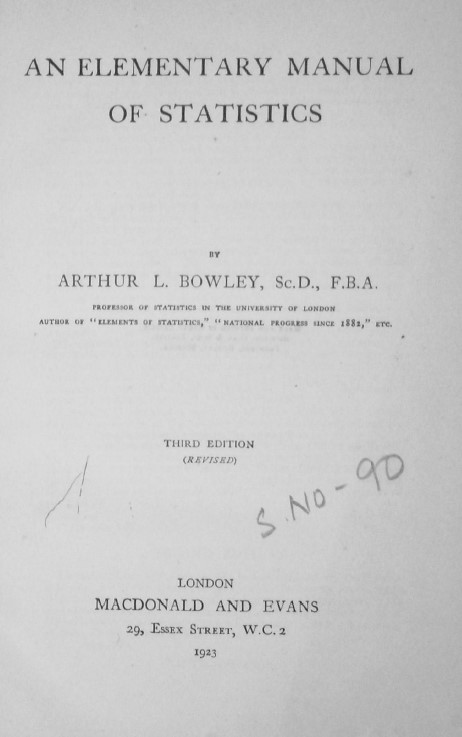 AN ELEMENTARY MANUAL
OF STATISTICS
BY
ARTHUR L. BOWLEY, Sc.D., F.B.A.
PROFESSOR OF STATISTICS IN THE UNIVERSITY OF LONDON
AUTHOR OF "ELEMENTS OF STATISTICS," "NATIONAL PROGRESS SINCE 1882," ETC.
THIRD EDITION
(REVISED)
S. NO - 90
LONDON
MACDONALD AND EVANS
29, ESSEX STREET, W.C. 2
1923